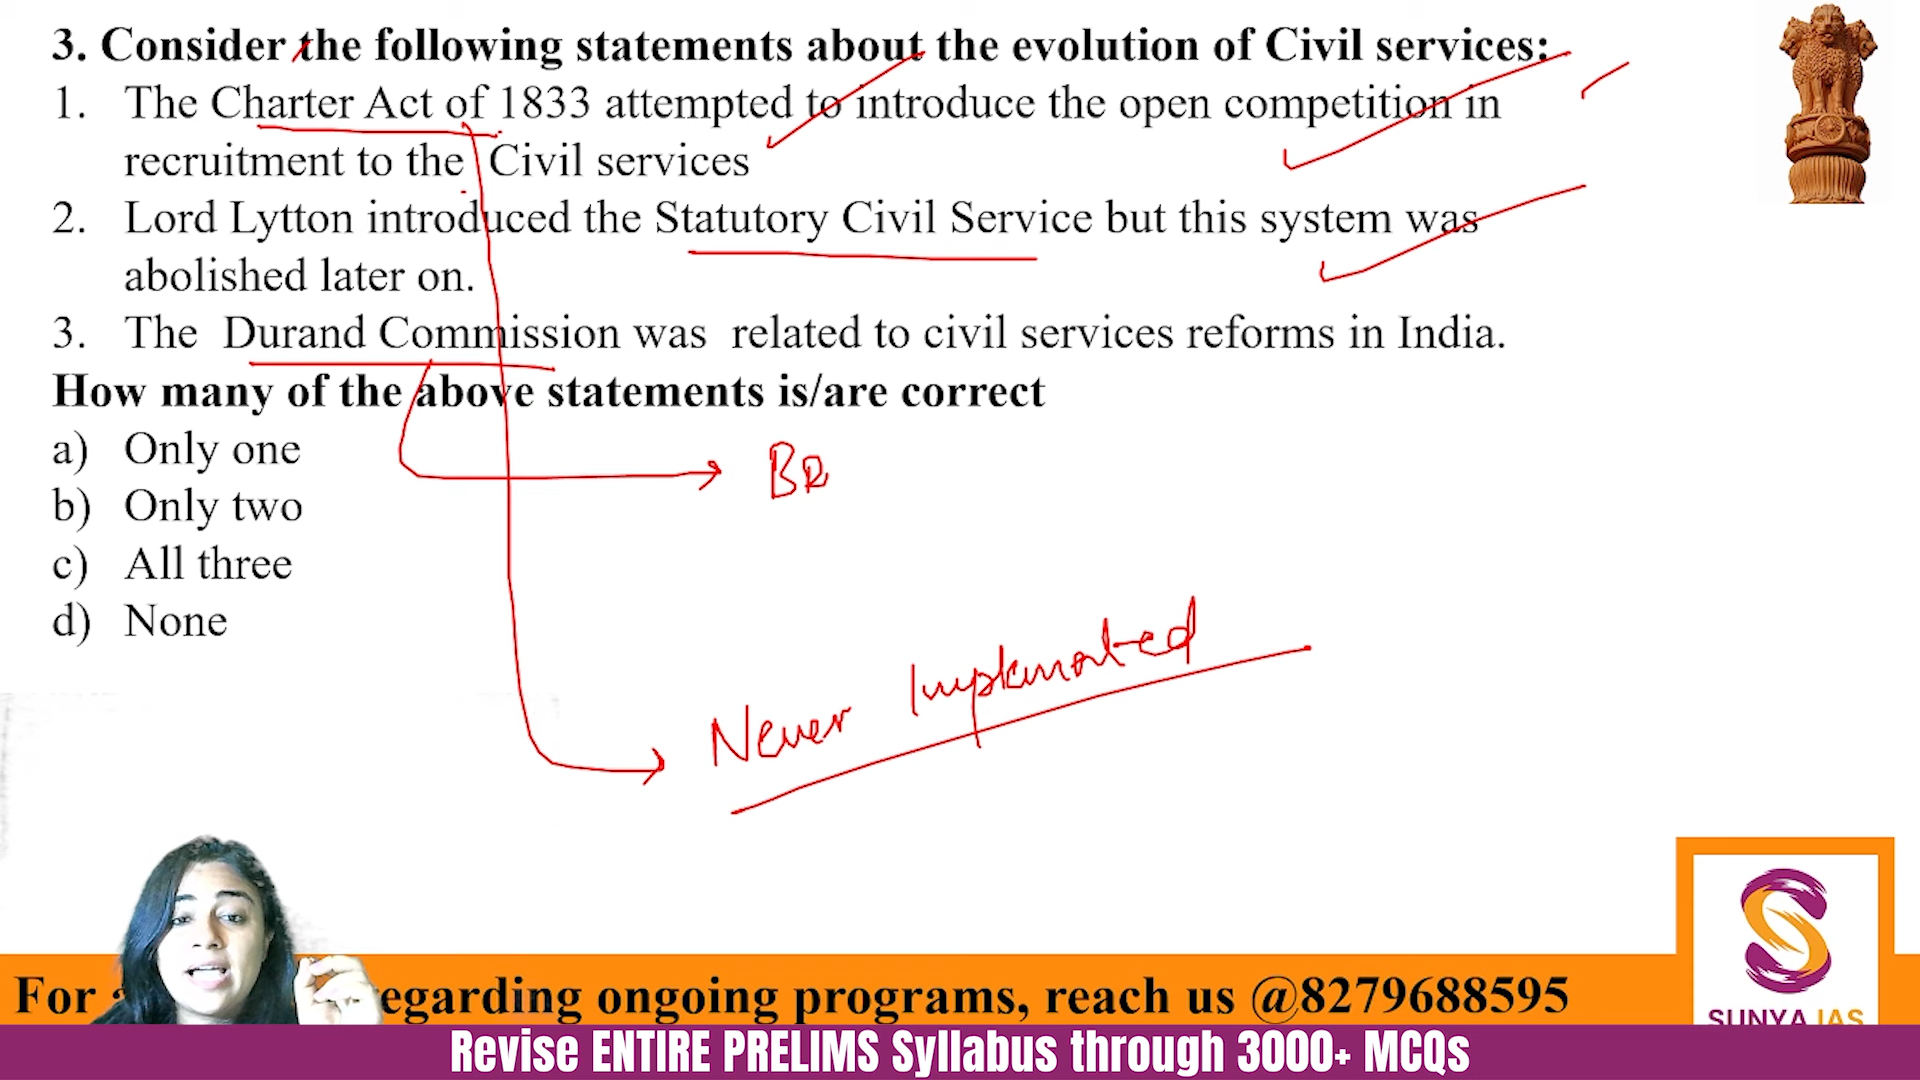 3. Consider the following statements about the evolution of Civil services:
1. The Charter Act of 1833 attempted to introduce the open competition in
recruitment to the Civil services
2. Lord Lytton introduced the Statutory Civil Service but this system was
abolished later on.
3. The Durand Commission was related to civil services reforms in India.
How many of the above statements is/are correct
a) Only one
b) Only two
c) All three
d) None
BR
Never Implemented
For regarding ongoing programs, reach us @8279688595
SUNYA IAS
Revise ENTIRE PRELIMS Syllabus through 3000+ MCQs